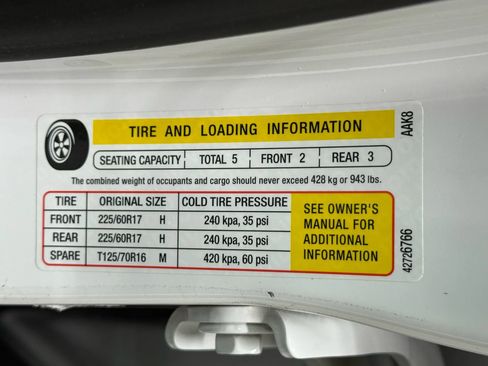 TIRE AND LOADING INFORMATION
SEATING CAPACITY TOTAL 5 FRONT 2 REAR 3
The combined weight of occupants and cargo should never exceed 428 kg or 943 lbs.
TIRE ORIGINAL SIZE COLD TIRE PRESSURE
FRONT 225/60R17 H 240 kpa, 35 psi
REAR 225/60R17 H 240 kpa, 35 psi
SPARE T125/70R16 M 420 kpa, 60 psi
SEE OWNER'S
MANUAL FOR
ADDITIONAL
INFORMATION
AAK8
42726766